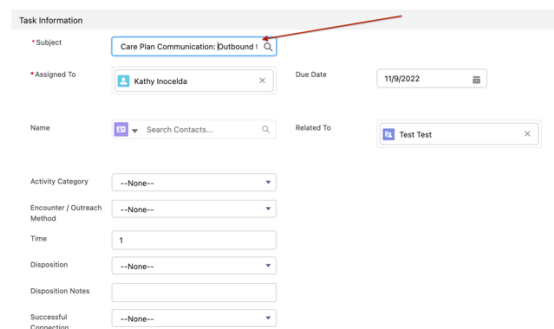 Task Information
*Subject
Care Plan Communication: Outbound
*Assigned To
Kathy Inocelda
Due Date
11/9/2022
Name
Search Contacts...
Related To
Test Test
Activity Category
--None--
Encounter / Outreach
Method
--None--
Time
1
Disposition
--None--
Disposition Notes
Successful
Connection
--None--